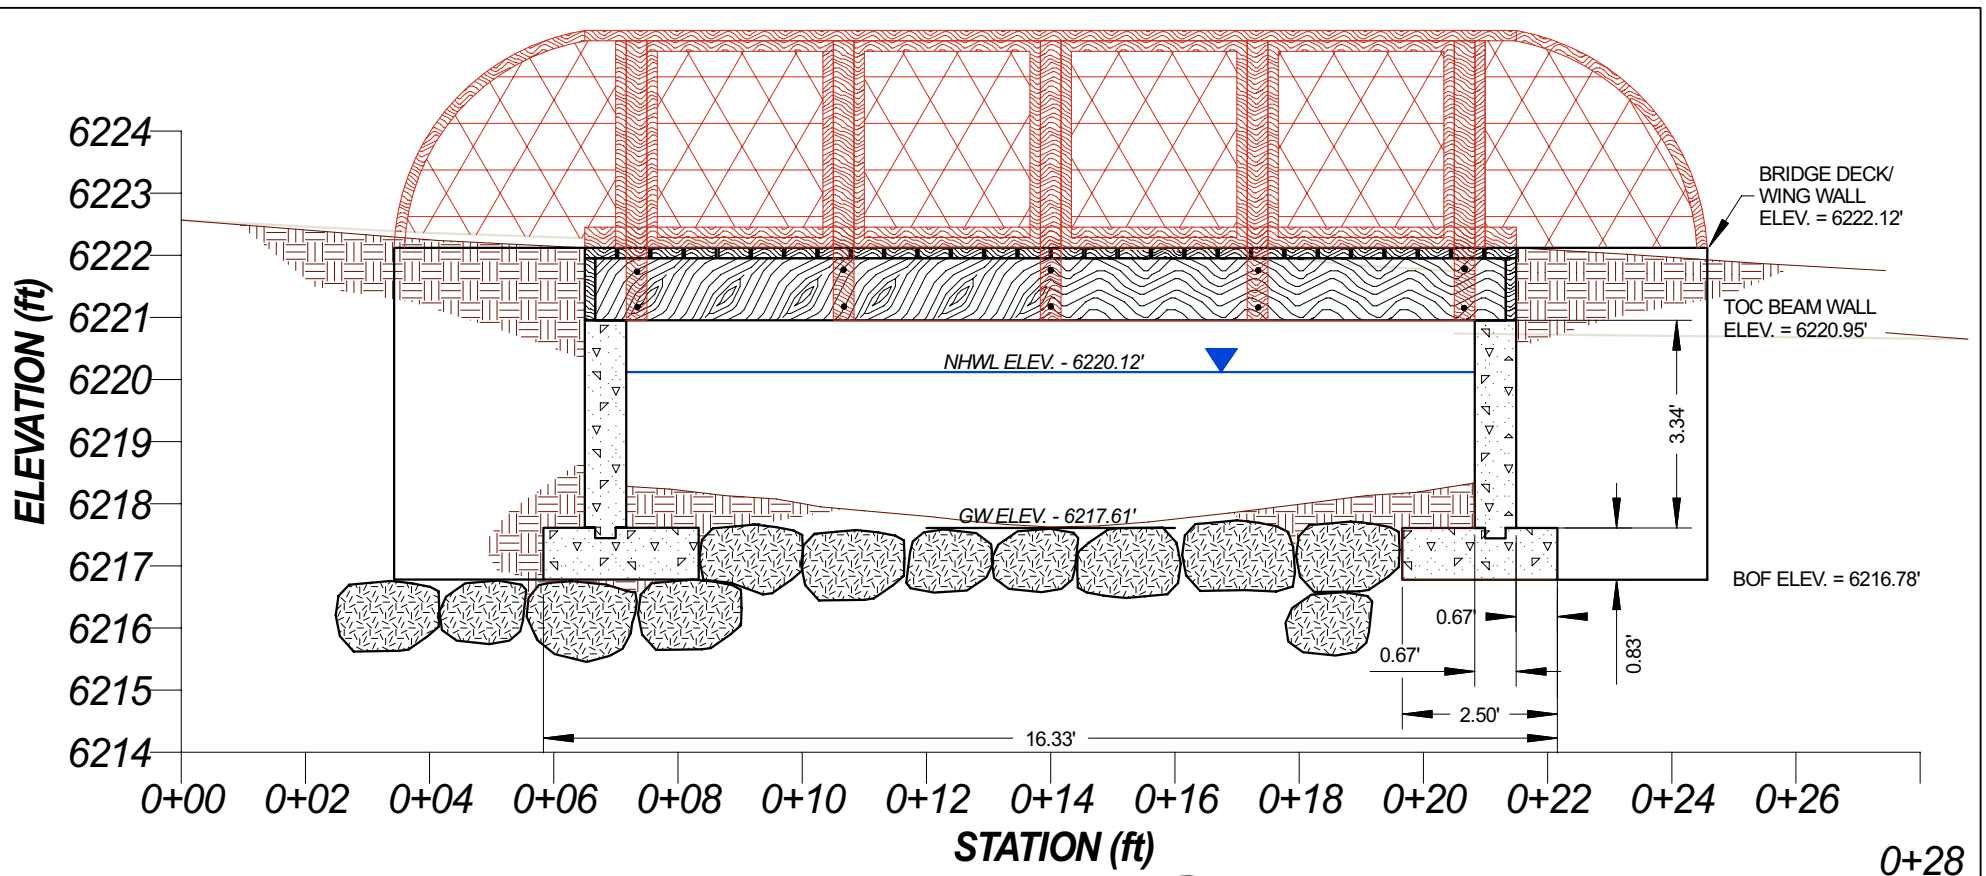 BRIDGE DECK/
WING WALL
ELEV. = 6222.12'
TOC BEAM WALL
ELEV. = 6220.95'
NHWL ELEV. - 6220.12'
GW ELEV. - 6217.61'
BOF ELEV. = 6216.78'
3.34'
0.67'
0.67'
0.83'
2.50'
16.33'
ELEVATION (ft)
6224
6223
6222
6221
6220
6219
6218
6217
6216
6215
6214
0+00 0+02 0+04 0+06 0+08 0+10 0+12 0+14 0+16 0+18 0+20 0+22 0+24 0+26
0+28
STATION (ft)